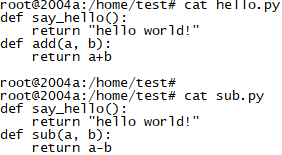 root@2004a:/home/test# cat hello.py
def say_hello():
    return "hello world!"
def add(a, b):
    return a+b

root@2004a:/home/test#
root@2004a:/home/test# cat sub.py
def say_hello():
    return "hello world!"
def sub(a, b):
    return a-b